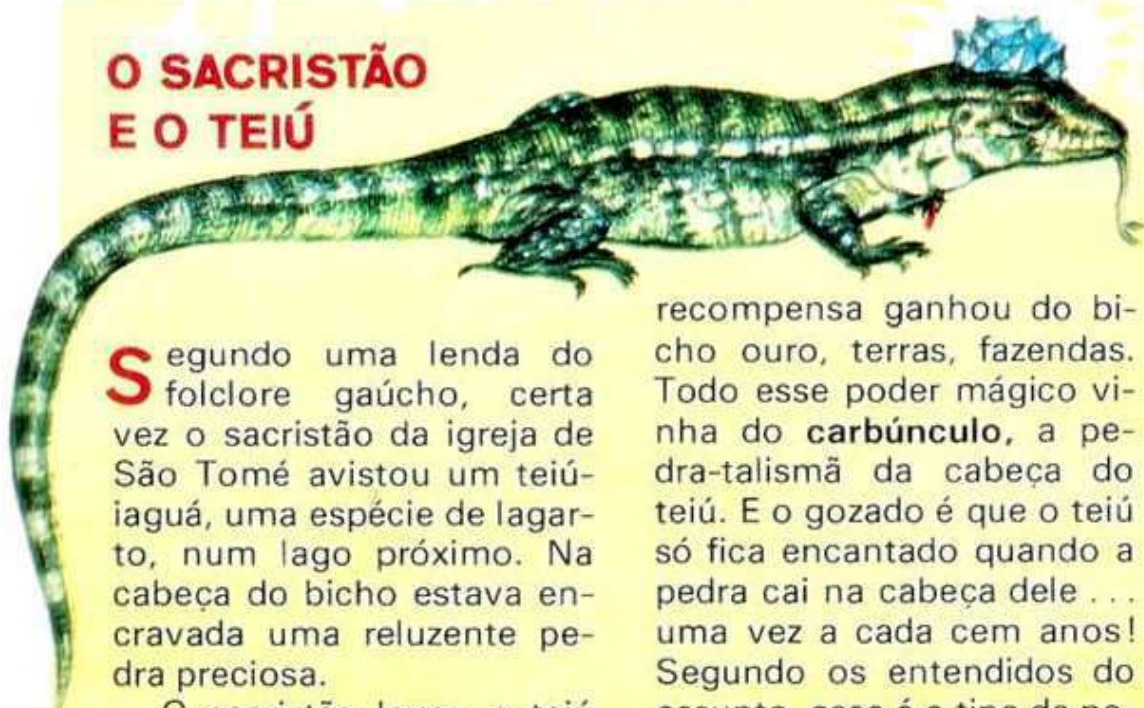 O SACRISTÃO
E O TEIÚ
Segundo uma lenda do
folclore gaúcho, certa
vez o sacristão da igreja de
São Tomé avistou um teiú-
iaguá, uma espécie de lagar-
to, num lago próximo. Na
cabeça do bicho estava en-
cravada uma reluzente pe-
dra preciosa.
recompensa ganhou do bi-
cho ouro, terras, fazendas.
Todo esse poder mágico vi-
nha do carbúnculo, a pe-
dra-talismã da cabeça do
teiú. E o gozado é que o teiú
só fica encantado quando a
pedra cai na cabeça dele ...
uma vez a cada cem anos!
Segundo os entendidos do